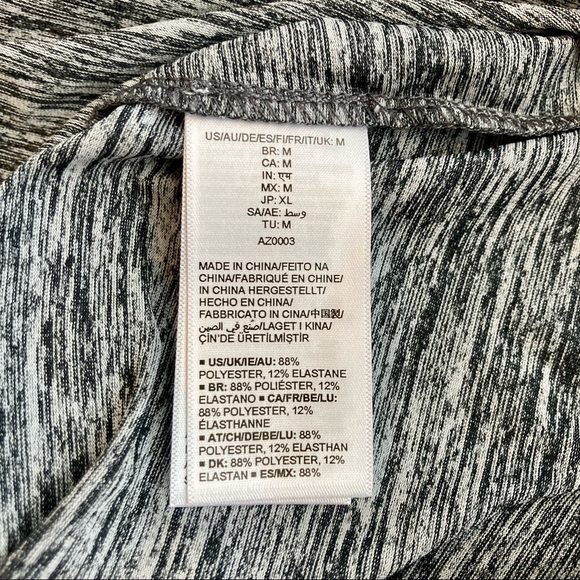 US/AU/DE/ES/FI/FR/IT/UK: M
BR: M
CA: M
IN: एम
MX: M
JP: XL
SA/AE: وسط
TU: M
AZ0003
MADE IN CHINA/FEITO NA
CHINA/FABRIQUÉ EN CHINE/
IN CHINA HERGESTELLT/
HECHO EN CHINA/
FABBRICATO IN CINA/中国製/
صنع في الصين/LAGET I KINA/
ÇİN'DE ÜRETİLMİŞTİR
■ US/UK/IE/AU: 88%
POLYESTER, 12% ELASTANE
■ BR: 88% POLIÉSTER, 12%
ELASTANO ■ CA/FR/BE/LU:
88% POLYESTER, 12%
ÉLASTHANNE
■ AT/CH/DE/BE/LU: 88%
POLYESTER, 12% ELASTHAN
■ DK: 88% POLYESTER, 12%
ELASTAN ■ ES/MX: 88%